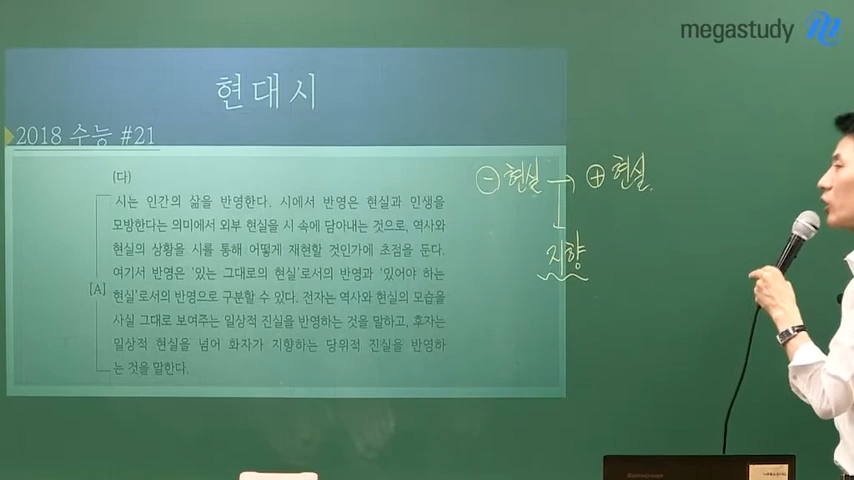 megastudy
현대시
2018 수능 #21
(다)
시는 인간의 삶을 반영한다. 시에서 반영은 현실과 인생을
모방한다는 의미에서 외부 현실을 시 속에 담아내는 것으로, 역사와
현실의 상황을 시를 통해 어떻게 재현할 것인가에 초점을 둔다.
여기서 반영은 '있는 그대로의 현실'로서의 반영과 '있어야 하는
[A] 현실'로서의 반영으로 구분할 수 있다. 전자는 역사와 현실의 모습을
사실 그대로 보여주는 일상적 진실을 반영하는 것을 말하고, 후자는
일상적 현실을 넘어 화자가 지향하는 당위적 진실을 반영하
는 것을 말한다.
⊖ 현실 → ⊕ 현실.
지향